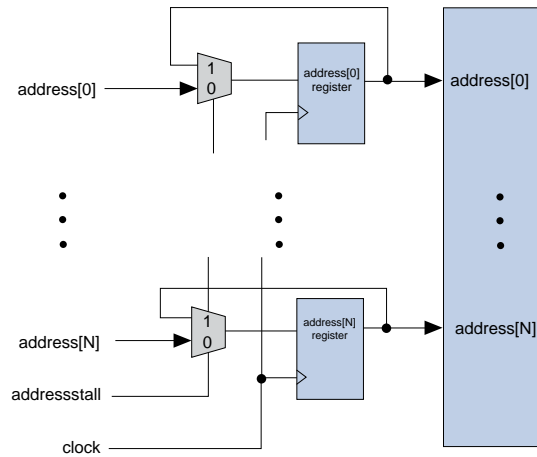 1
address[0]
0
address[0]
register
address[0]
1
address[N]
0
address[N]
register
address[N]
addressstall
clock